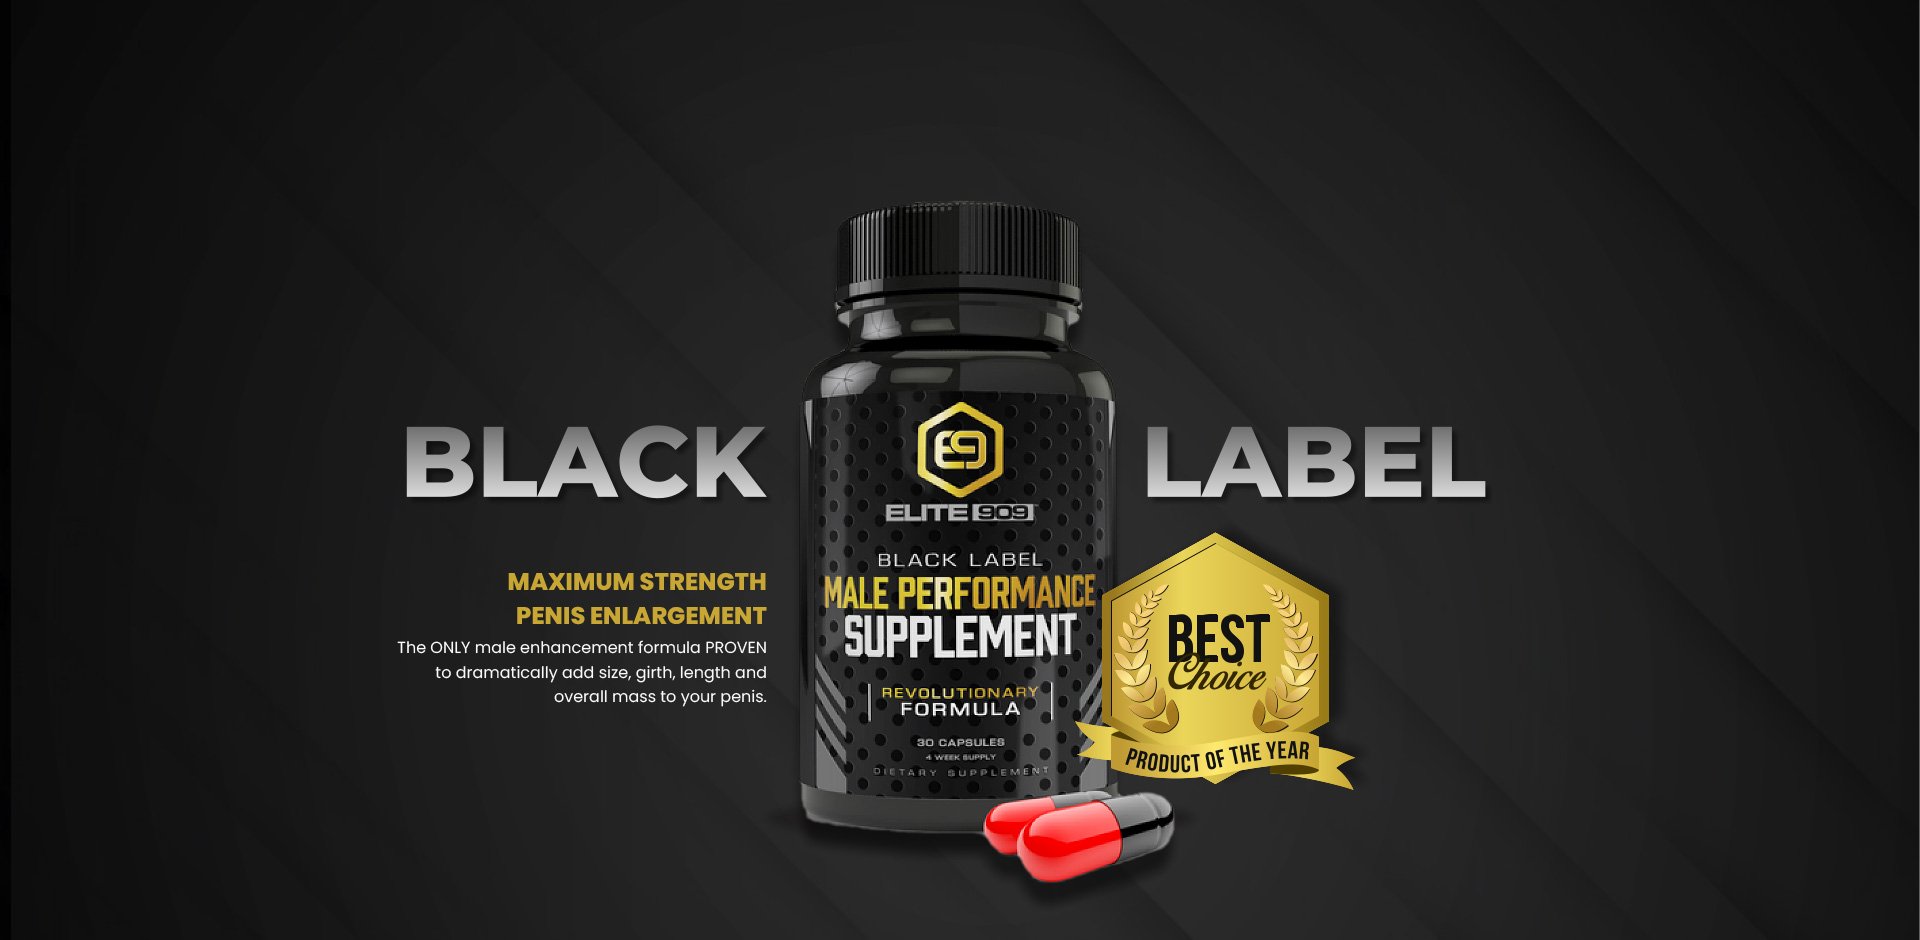 BLACK LABEL
MAXIMUM STRENGTH
PENIS ENLARGEMENT
The ONLY male enhancement formula PROVEN
to dramatically add size, girth, length and
overall mass to your penis.
E9
ELITE 909
BLACK LABEL
MALE PERFORMANCE
SUPPLEMENT
REVOLUTIONARY
FORMULA
30 CAPSULES
4 WEEK SUPPLY
DIETARY SUPPLEMENT
BEST
Choice
PRODUCT OF THE YEAR